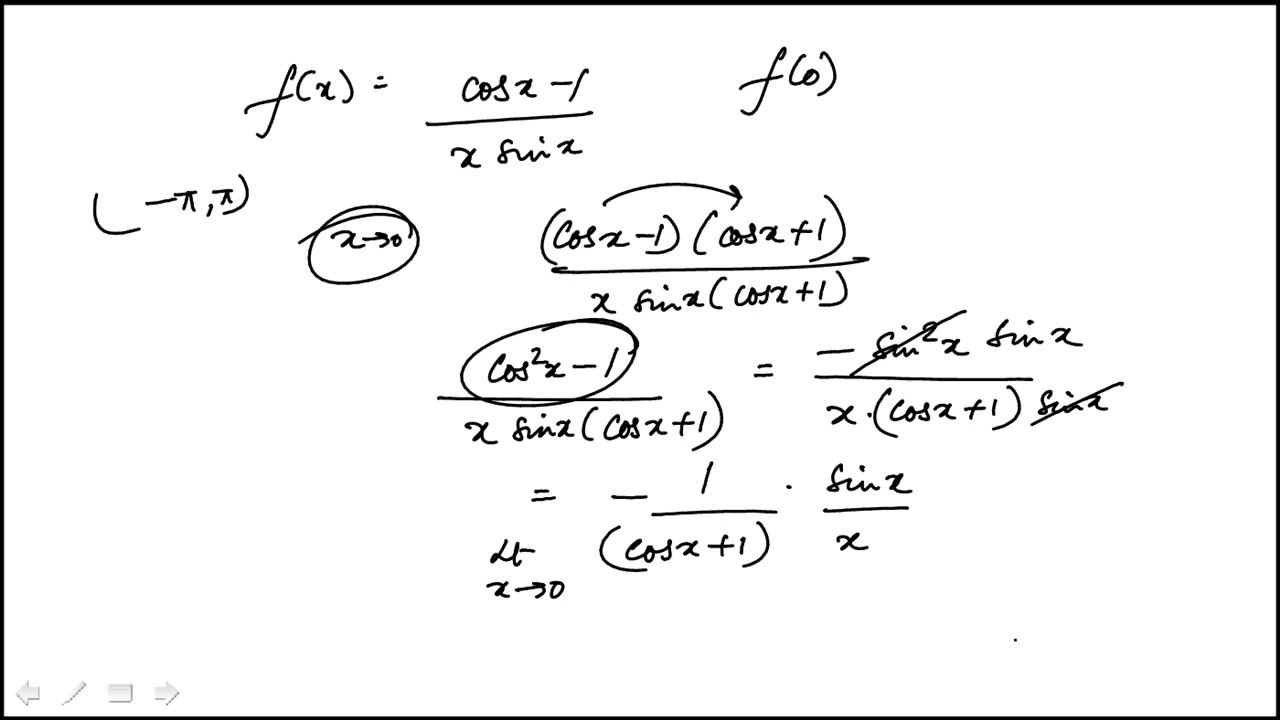 f(x) = (cos x − 1) / (x sin x)    f(0)
(−π, π)
x→0    (cos x − 1)(cos x + 1) / x sin x (cos x + 1)
cos²x − 1 / x sin x (cos x + 1) = − sin²x sin x / x · (cos x + 1) sin x
= − 1 / (cos x + 1) · sin x / x
Lt x→0